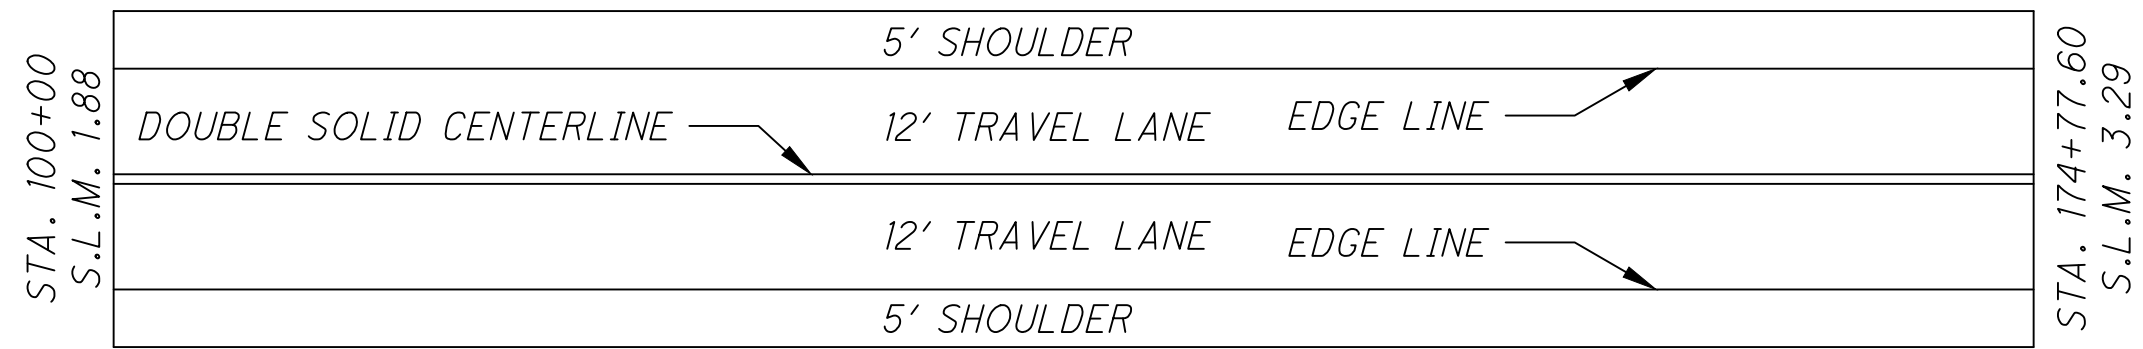 STA. 100+00
S.L.M. 1.88
5' SHOULDER
DOUBLE SOLID CENTERLINE
12' TRAVEL LANE
EDGE LINE
12' TRAVEL LANE
EDGE LINE
5' SHOULDER
STA. 174+77.60
S.L.M. 3.29